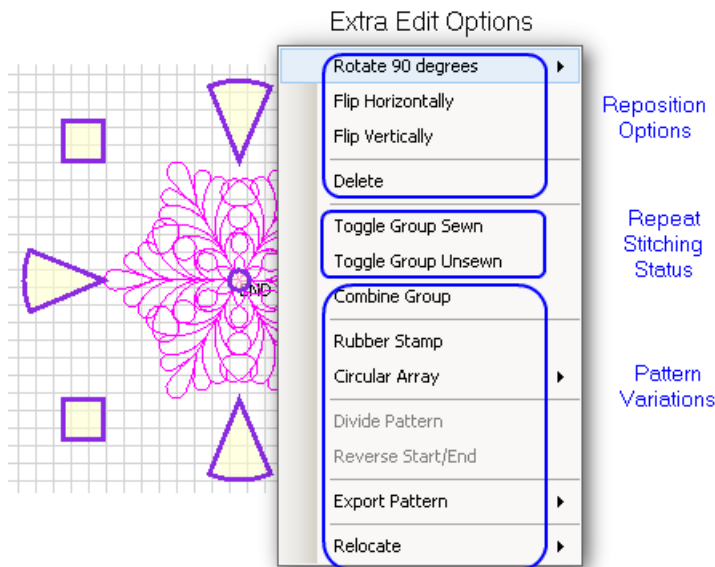 Extra Edit Options
Rotate 90 degrees
Flip Horizontally
Flip Vertically
Delete
Toggle Group Sewn
Toggle Group Unsewn
Combine Group
Rubber Stamp
Circular Array
Divide Pattern
Reverse Start/End
Export Pattern
Relocate
Reposition
Options
Repeat
Stitching
Status
Pattern
Variations
END